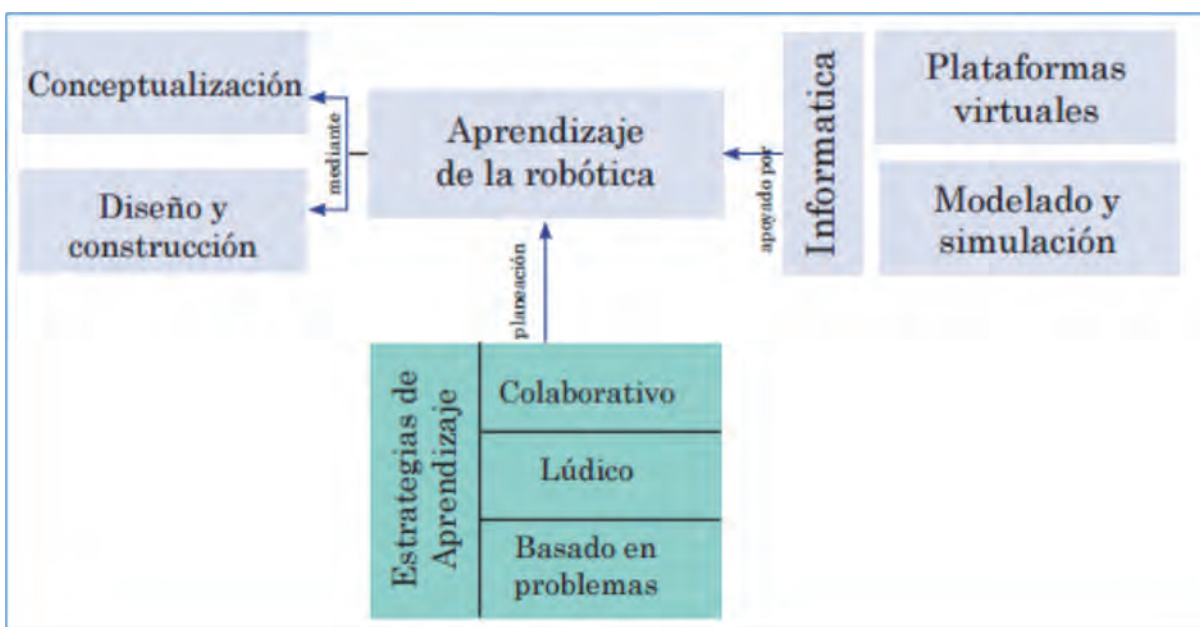 Conceptualización
Diseño y
construcción
mediante
Aprendizaje
de la robótica
apoyado por
Informatica
Plataformas
virtuales
Modelado y
simulación
planeación
Estrategias de
Aprendizaje
Colaborativo
Lúdico
Basado en
problemas